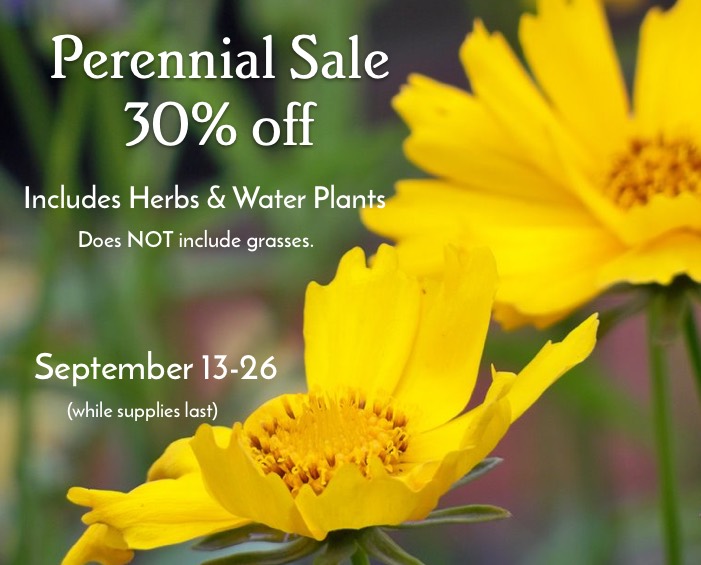 Perennial Sale
30% off
Includes Herbs & Water Plants
Does NOT include grasses.
September 13-26
(while supplies last)